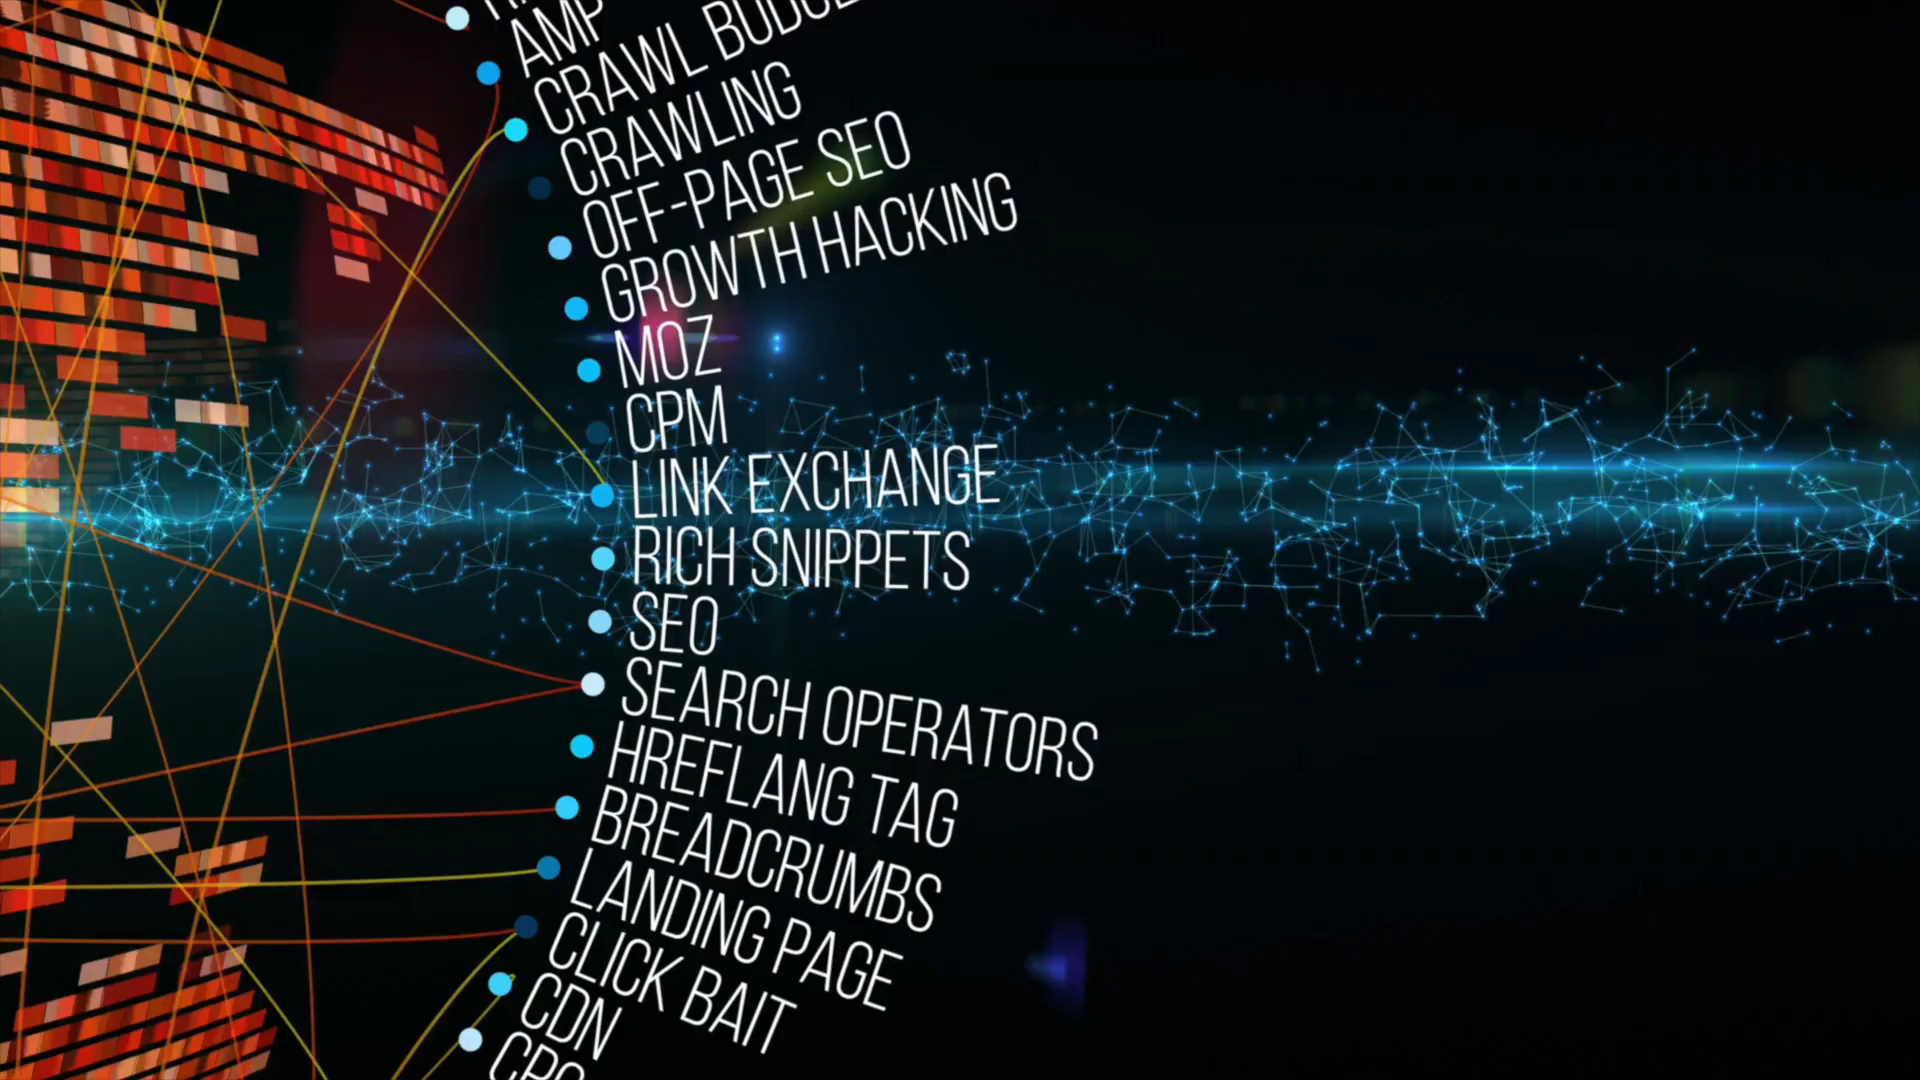 AMP
CRAWL
CRAWLING
OFF-PAGE SEO
GROWTH HACKING
MOZ
CPM
LINK EXCHANGE
RICH SNIPPETS
SEO
SEARCH OPERATORS
HREFLANG TAG
BREADCRUMBS
LANDING PAGE
CLICK BAIT
CDN